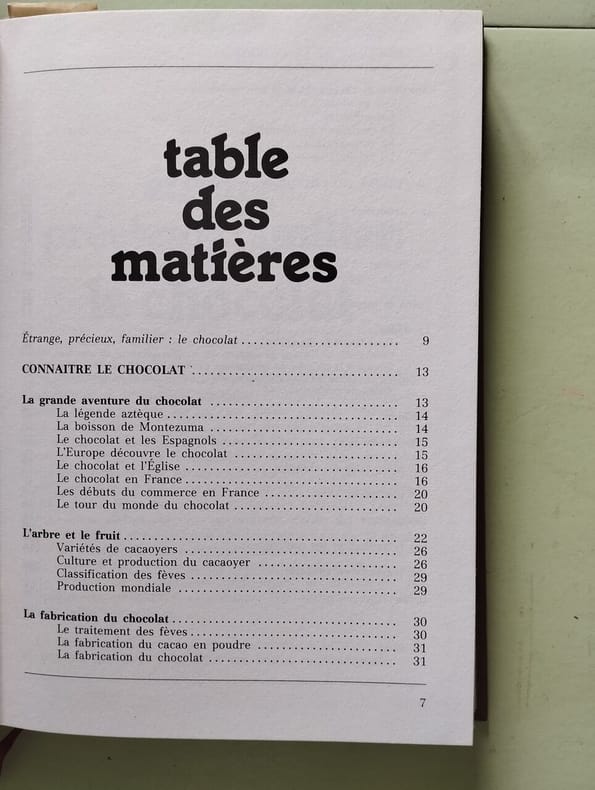 table
des
matières
Étrange, précieux, familier : le chocolat .......................... 9
CONNAITRE LE CHOCOLAT .................................. 13
La grande aventure du chocolat ............................... 13
La légende aztèque ...................................... 14
La boisson de Montezuma ........................... 14
Le chocolat et les Espagnols ............................. 15
L'Europe découvre le chocolat ........................... 15
Le chocolat et l'Église ................................... 16
Le chocolat en France ................................... 16
Les débuts du commerce en France ...................... 20
Le tour du monde du chocolat ........................... 20
L'arbre et le fruit ............................................. 22
Variétés de cacaoyers ................................... 26
Culture et production du cacaoyer ....................... 26
Classification des fèves .................................. 29
Production mondiale .................................... 29
La fabrication du chocolat ..................................... 30
Le traitement des fèves .................................. 30
La fabrication du cacao en poudre ....................... 31
La fabrication du chocolat ............................... 31
7